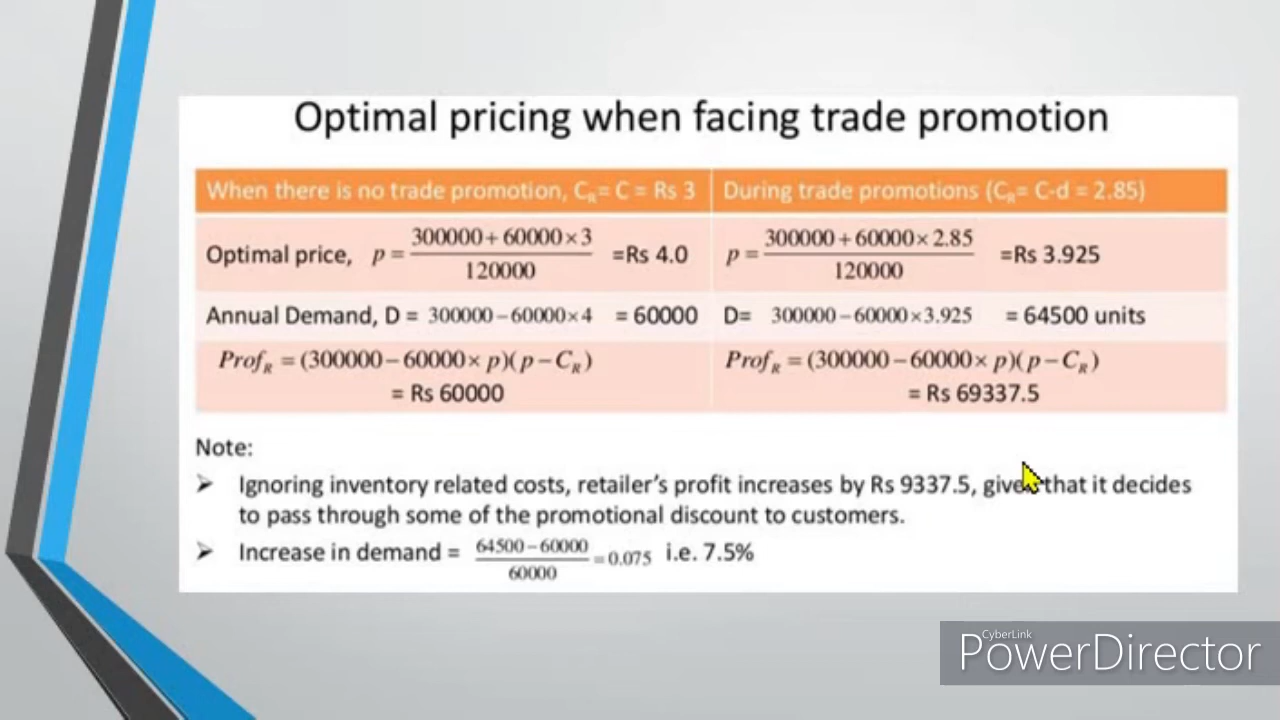 Optimal pricing when facing trade promotion
When there is no trade promotion, C_R = C = Rs 3
During trade promotions (C_R = C-d = 2.85)
Optimal price, p = (300000 + 60000 × 3) / 120000 =Rs 4.0
p = (300000 + 60000 × 2.85) / 120000 =Rs 3.925
Annual Demand, D = 300000 – 60000 × 4 = 60000
D= 300000 – 60000 × 3.925 = 64500 units
Prof_R = (300000 – 60000 × p)(p – C_R)
= Rs 60000
Prof_R = (300000 – 60000 × p)(p – C_R)
= Rs 69337.5
Note:
➢ Ignoring inventory related costs, retailer's profit increases by Rs 9337.5, given that it decides
to pass through some of the promotional discount to customers.
➢ Increase in demand = (64500 – 60000) / 60000 = 0.075 i.e. 7.5%
CyberLink
PowerDirector